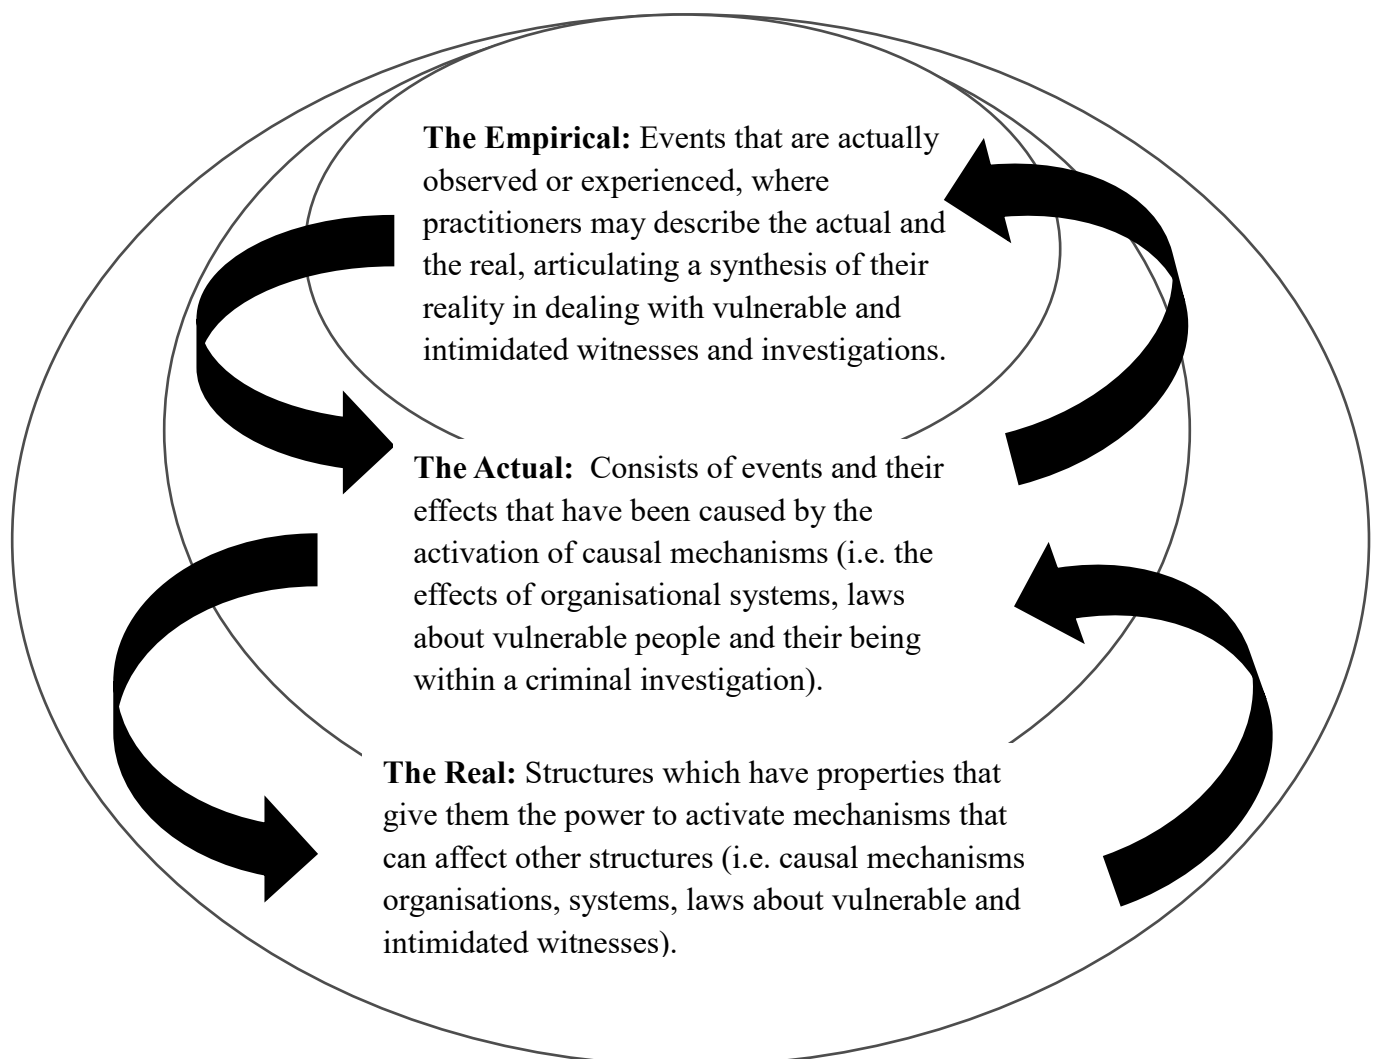 The Empirical: Events that are actually
observed or experienced, where
practitioners may describe the actual and
the real, articulating a synthesis of their
reality in dealing with vulnerable and
intimidated witnesses and investigations.
The Actual:  Consists of events and their
effects that have been caused by the
activation of causal mechanisms (i.e. the
effects of organisational systems, laws
about vulnerable people and their being
within a criminal investigation).
The Real: Structures which have properties that
give them the power to activate mechanisms that
can affect other structures (i.e. causal mechanisms
organisations, systems, laws about vulnerable and
intimidated witnesses).